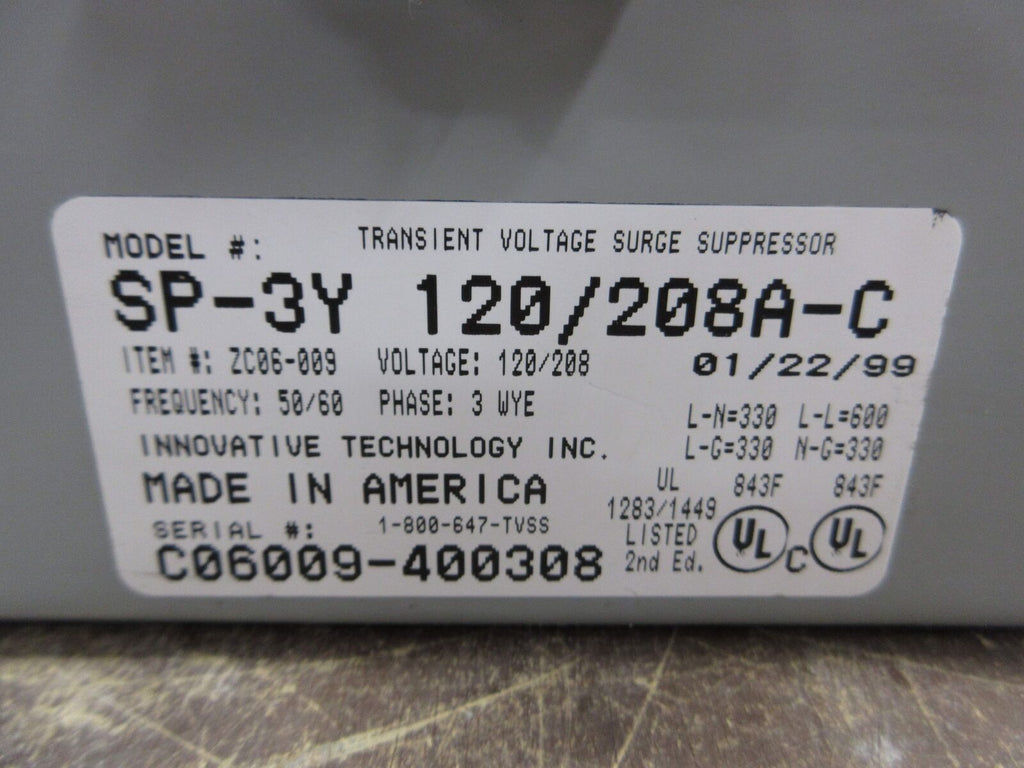 MODEL #: TRANSIENT VOLTAGE SURGE SUPPRESSOR
SP-3Y 120/208A-C
ITEM #: ZC06-009 VOLTAGE: 120/208 01/22/99
FREQUENCY: 50/60 PHASE: 3 WYE L-N=330 L-L=600
INNOVATIVE TECHNOLOGY INC. L-G=330 N-G=330
MADE IN AMERICA UL 843F 843F
1283/1449
SERIAL #: 1-800-647-TVSS LISTED UL C UL
C06009-400308 2nd Ed.